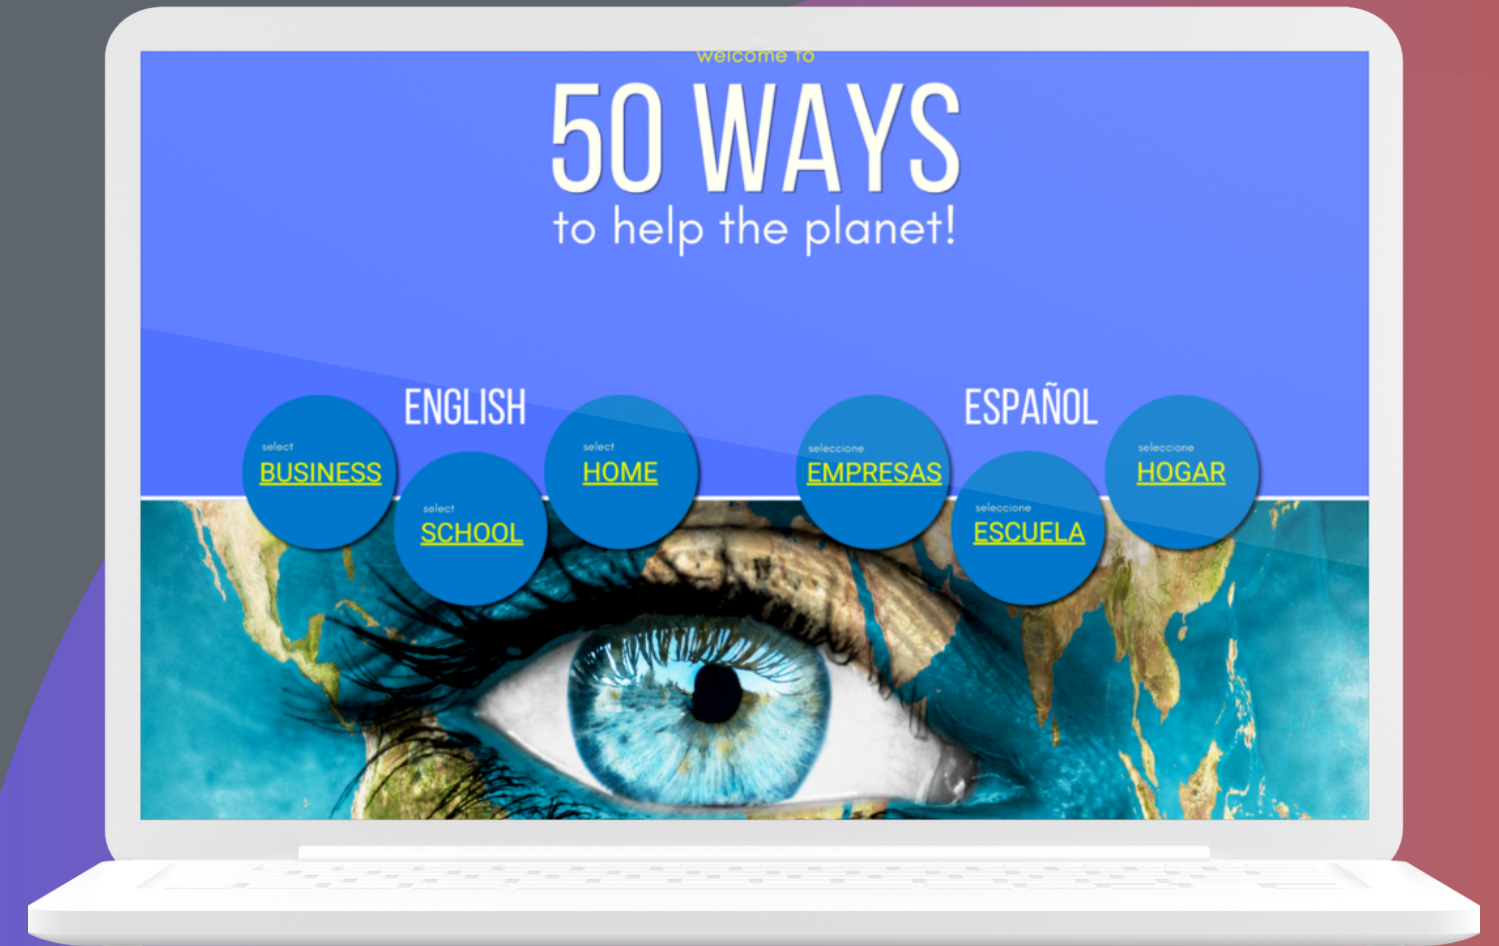 welcome to
50 WAYS
to help the planet!
ENGLISH
select
BUSINESS
select
SCHOOL
select
HOME
ESPAÑOL
seleccione
EMPRESAS
seleccione
ESCUELA
seleccione
HOGAR